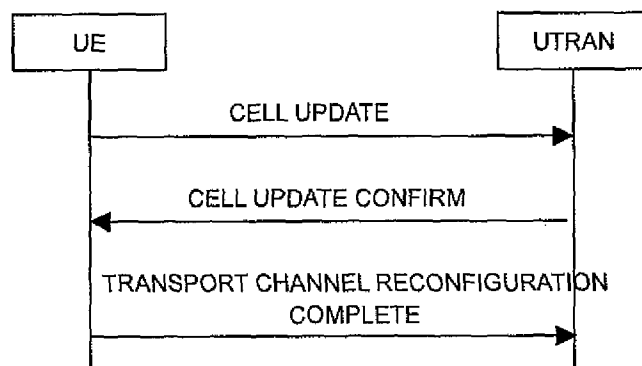 UE
UTRAN
CELL UPDATE
CELL UPDATE CONFIRM
TRANSPORT CHANNEL RECONFIGURATION
COMPLETE